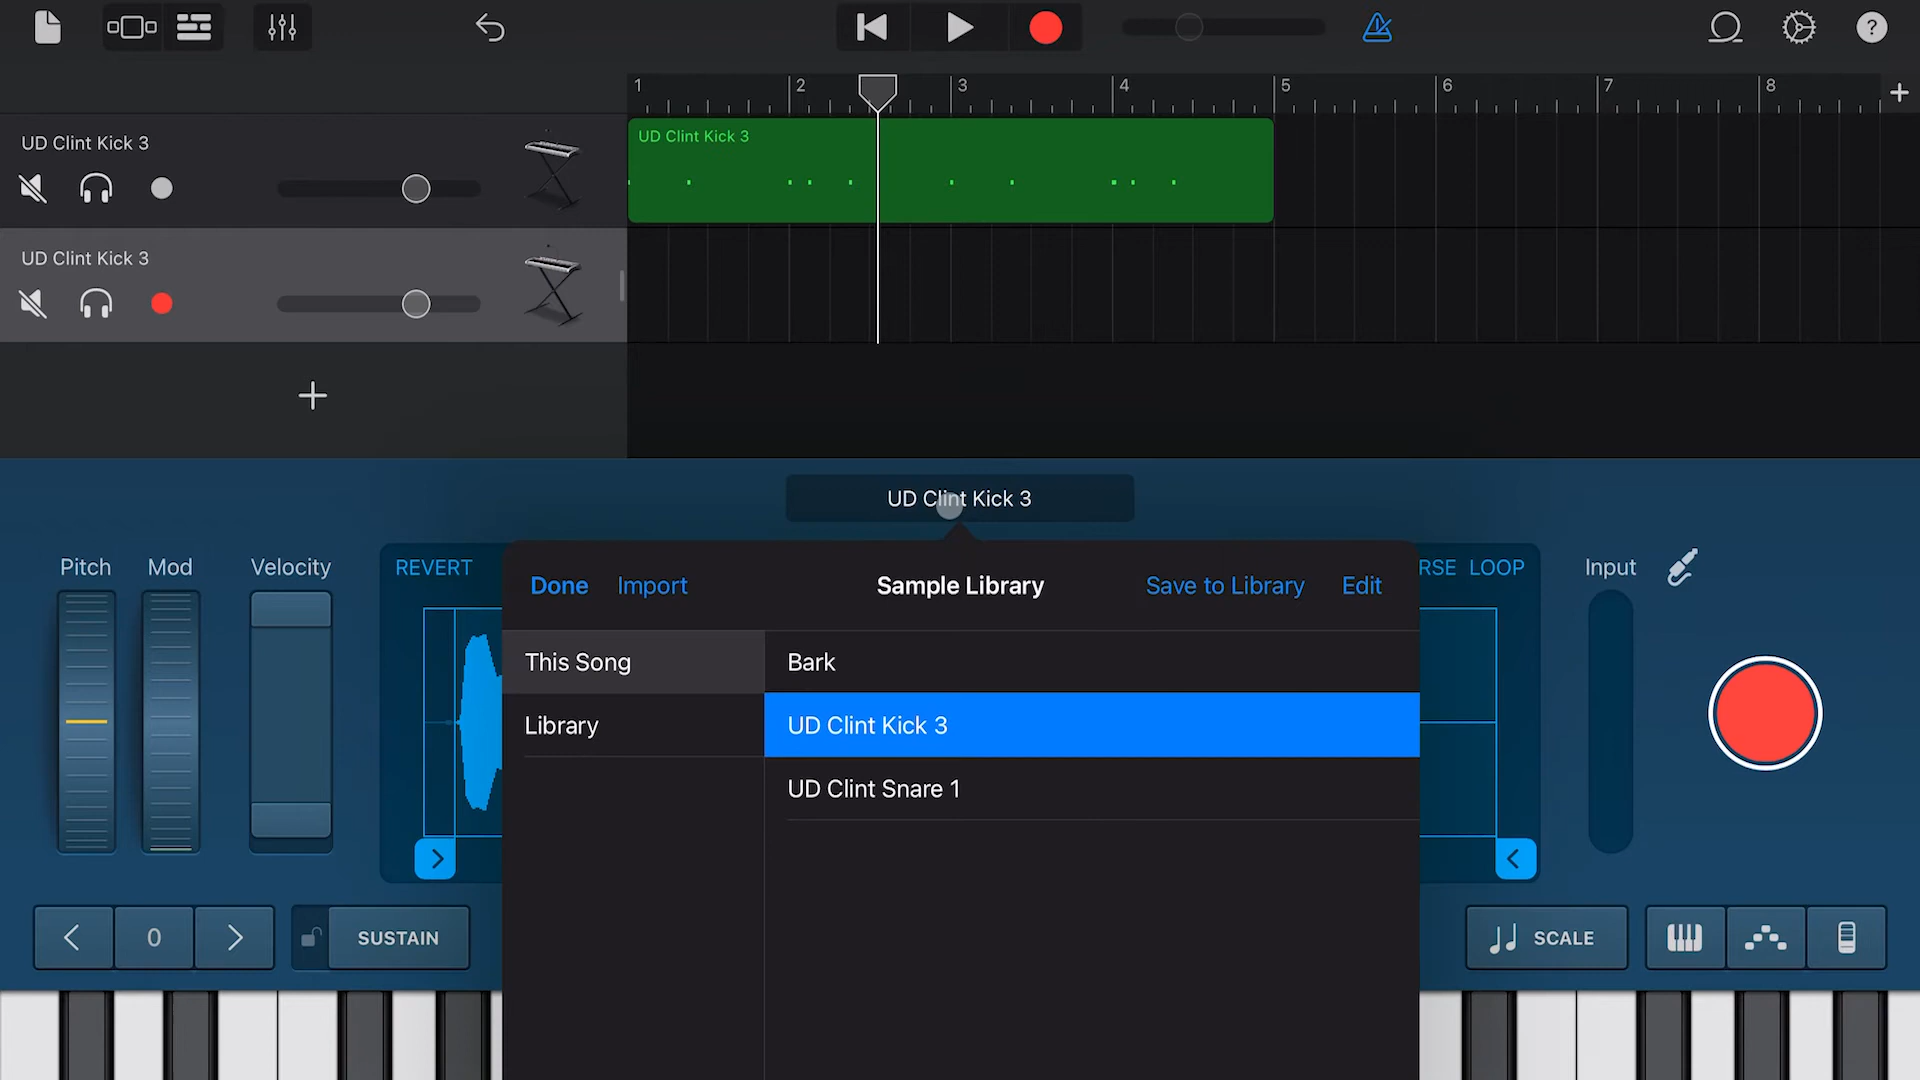 ?
1
2
3
4
5
6
7
8
+
UD Clint Kick 3
UD Clint Kick 3
UD Clint Kick 3
+
UD Clint Kick 3
Pitch
Mod
Velocity
REVERT
RSE
LOOP
Input
Done
Import
Sample Library
Save to Library
Edit
This Song
Library
Bark
UD Clint Kick 3
UD Clint Snare 1
0
SUSTAIN
SCALE